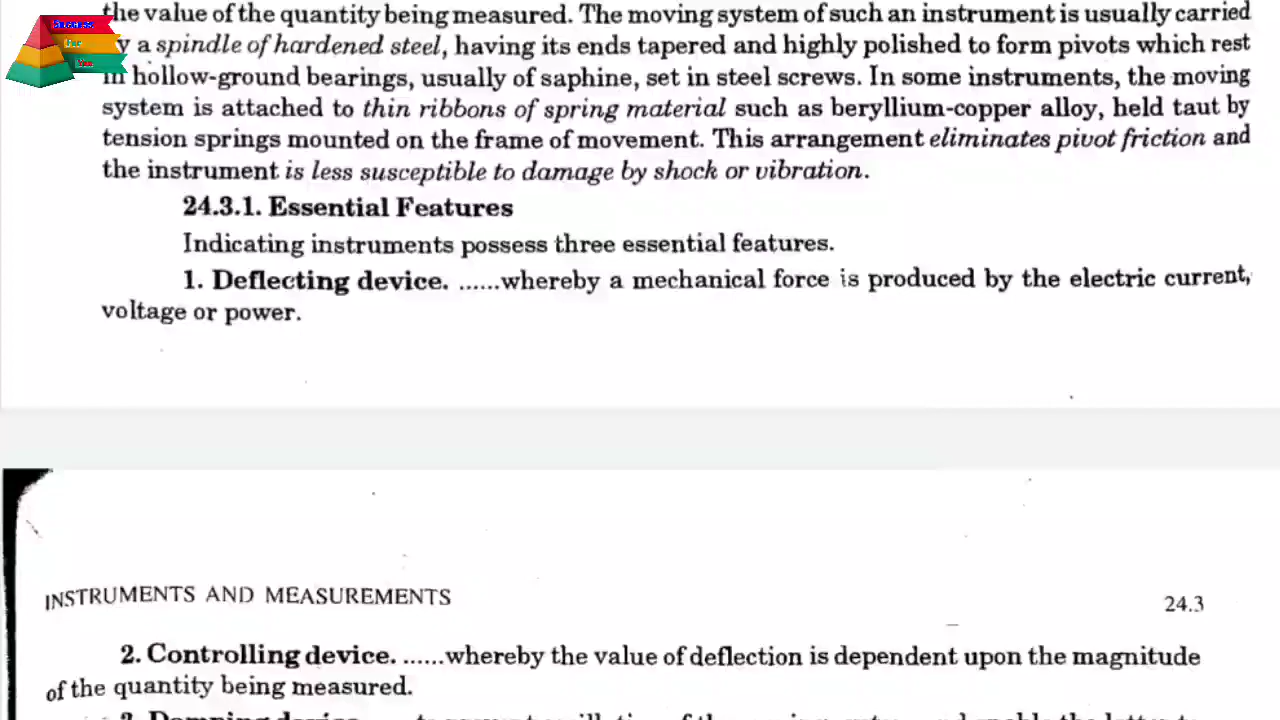 Success
For
You
the value of the quantity being measured. The moving system of such an instrument is usually carried
y a spindle of hardened steel, having its ends tapered and highly polished to form pivots which rest
in hollow-ground bearings, usually of saphine, set in steel screws. In some instruments, the moving
system is attached to thin ribbons of spring material such as beryllium-copper alloy, held taut by
tension springs mounted on the frame of movement. This arrangement eliminates pivot friction and
the instrument is less susceptible to damage by shock or vibration.
24.3.1. Essential Features
Indicating instruments possess three essential features.
1. Deflecting device. ......whereby a mechanical force is produced by the electric current,
voltage or power.
INSTRUMENTS AND MEASUREMENTS
24.3
2. Controlling device. ......whereby the value of deflection is dependent upon the magnitude
of the quantity being measured.